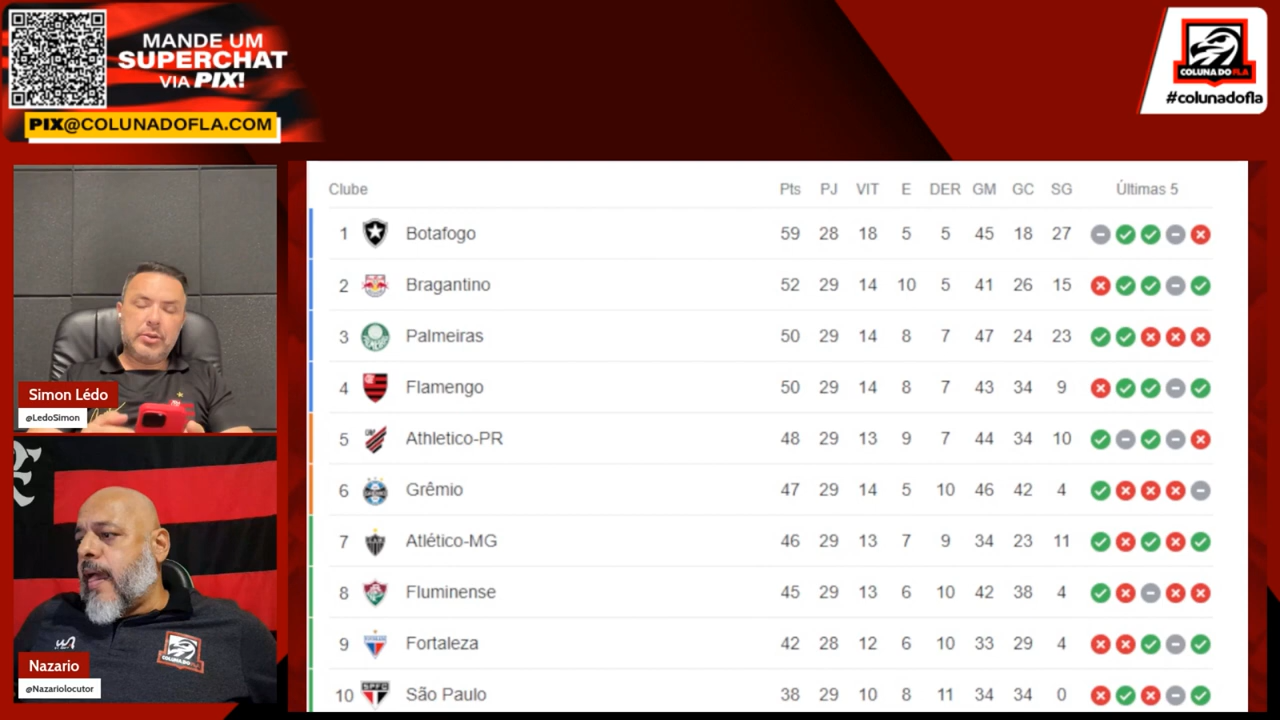 MANDE UM
SUPERCHAT
VIA PIX!
PIX@COLUNADOFLA.COM
COLUNA DO FLA
#colunadofla
Simon Lédo
@LedoSimon
Nazario
@Nazariolocutor
COLUNA DO FLA
Clube Pts PJ VIT E DER GM GC SG Últimas 5
1 Botafogo 59 28 18 5 5 45 18 27
2 Bragantino 52 29 14 10 5 41 26 15
3 Palmeiras 50 29 14 8 7 47 24 23
4 Flamengo 50 29 14 8 7 43 34 9
5 Athletico-PR 48 29 13 9 7 44 34 10
6 Grêmio 47 29 14 5 10 46 42 4
7 Atlético-MG 46 29 13 7 9 34 23 11
8 Fluminense 45 29 13 6 10 42 38 4
9 Fortaleza 42 28 12 6 10 33 29 4
10 SPFC São Paulo 38 29 10 8 11 34 34 0